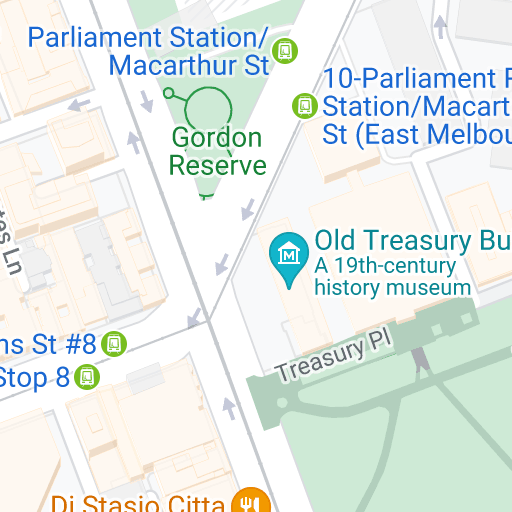 Parliament Station/
Macarthur St
10-Parliament
Station/Macart
St (East Melbou
Gordon
Reserve
Ln
Old Treasury Bu
A 19th-century
history museum
ns St #8
Stop 8
Treasury Pl
Di Stasio Citta